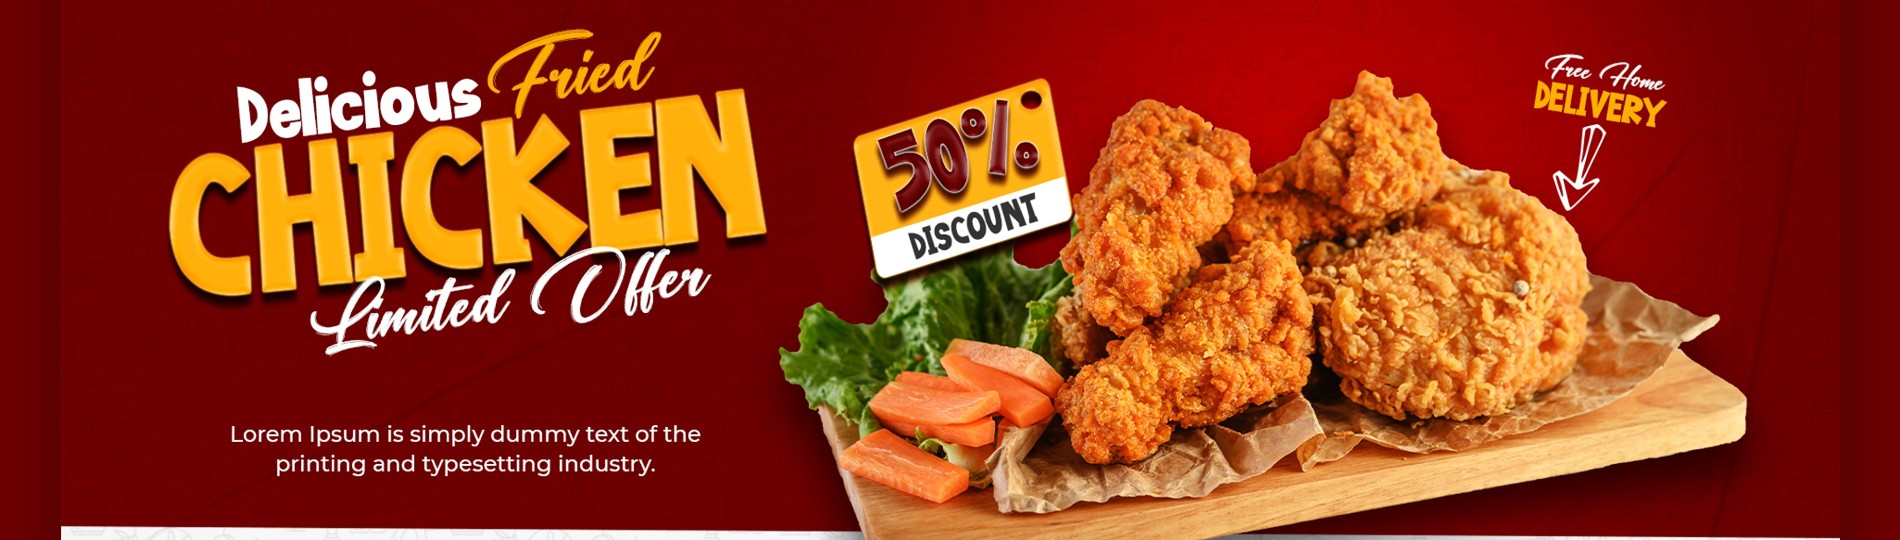 Delicious Fried
CHICKEN
Limited Offer
Lorem Ipsum is simply dummy text of the
printing and typesetting industry.
50%
DISCOUNT
Free Home
DELIVERY